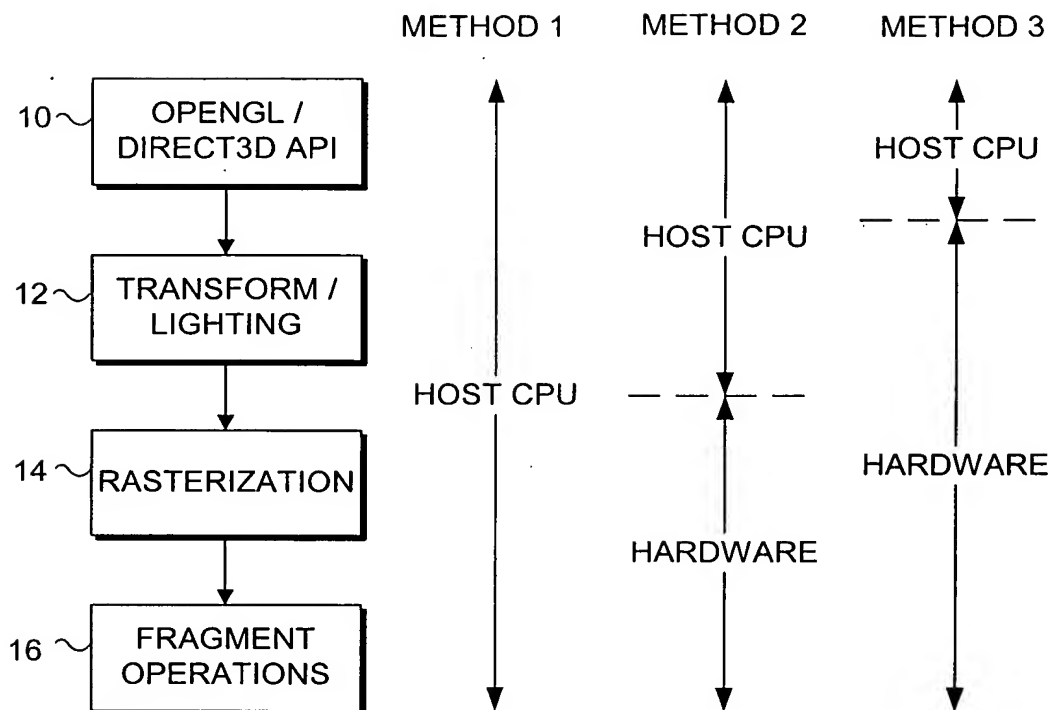 METHOD 1 METHOD 2 METHOD 3
10
OPENGL /
DIRECT3D API
HOST CPU
12
TRANSFORM /
LIGHTING
HOST CPU
HOST CPU
14
RASTERIZATION
HARDWARE
HARDWARE
16
FRAGMENT
OPERATIONS